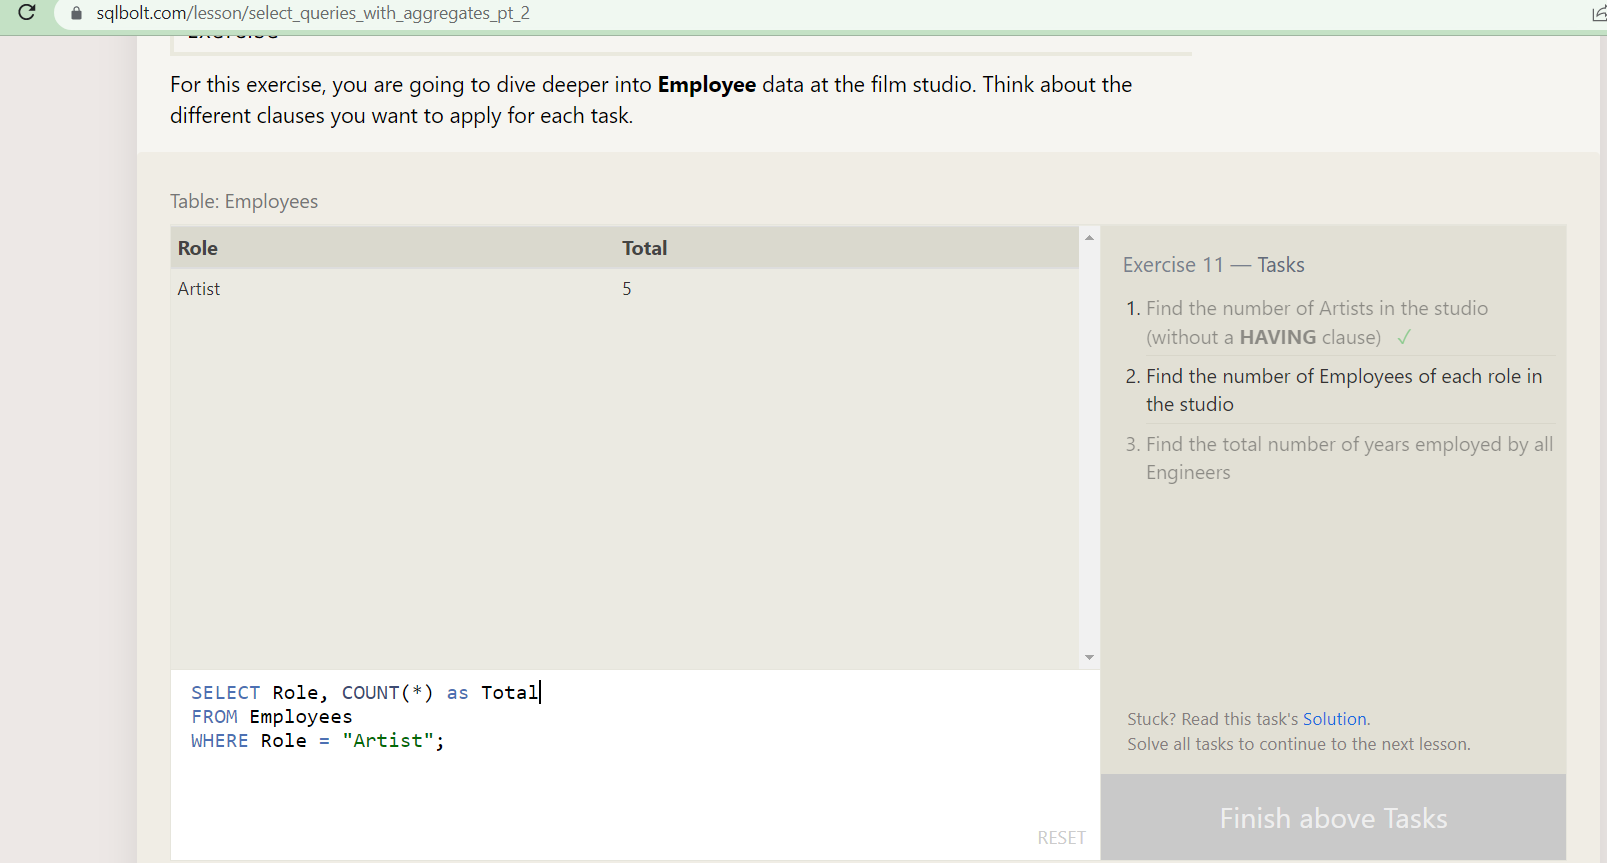 sqlbolt.com/lesson/select_queries_with_aggregates_pt_2
For this exercise, you are going to dive deeper into Employee data at the film studio. Think about the
different clauses you want to apply for each task.
Table: Employees
Role Total
Artist 5
SELECT Role, COUNT(*) as Total
FROM Employees
WHERE Role = "Artist";
RESET
Exercise 11 — Tasks
1. Find the number of Artists in the studio
(without a HAVING clause) ✓
2. Find the number of Employees of each role in
the studio
3. Find the total number of years employed by all
Engineers
Stuck? Read this task's Solution.
Solve all tasks to continue to the next lesson.
Finish above Tasks